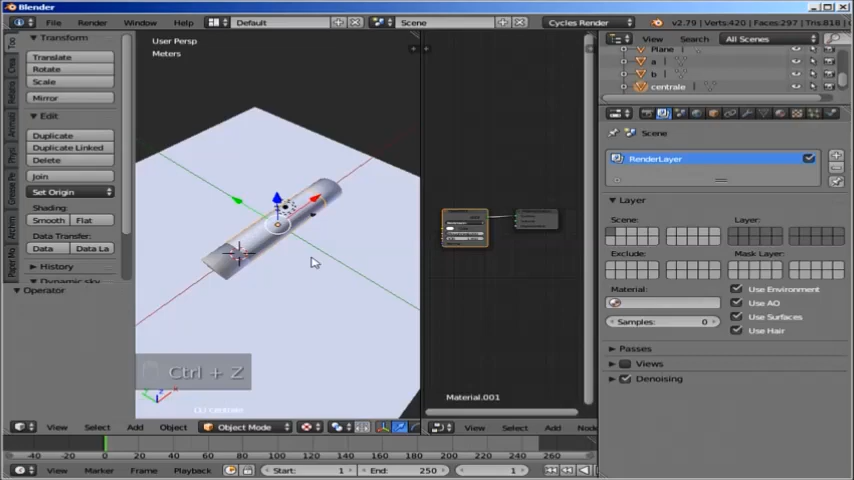 Blender
File Render Window Help Default Scene Cycles Render v2.79 | Verts:420 | Faces:297 | Tris:818 |
View Search All Scenes
Plane
a
b
centrale
Transform
Translate
Rotate
Scale
Mirror
Edit
Duplicate
Duplicate Linked
Delete
Join
Set Origin
Shading:
Smooth Flat
Data Transfer:
Data Data La
History
Dynamic sky
Operator
User Persp
Meters
Ctrl + Z
(1) centrale
Material.001
Scene
RenderLayer
Layer
Scene: Layer:
Exclude: Mask Layer:
Material: Use Environment
Use AO
Samples: 0 Use Surfaces
Use Hair
Passes
Views
Denoising
View Select Add Object Object Mode View Select Add Node
-40 -20 0 20 40 60 80 100 120 140 160 180 200 220 240 260
View Marker Frame Playback Start: 1 End: 250 1